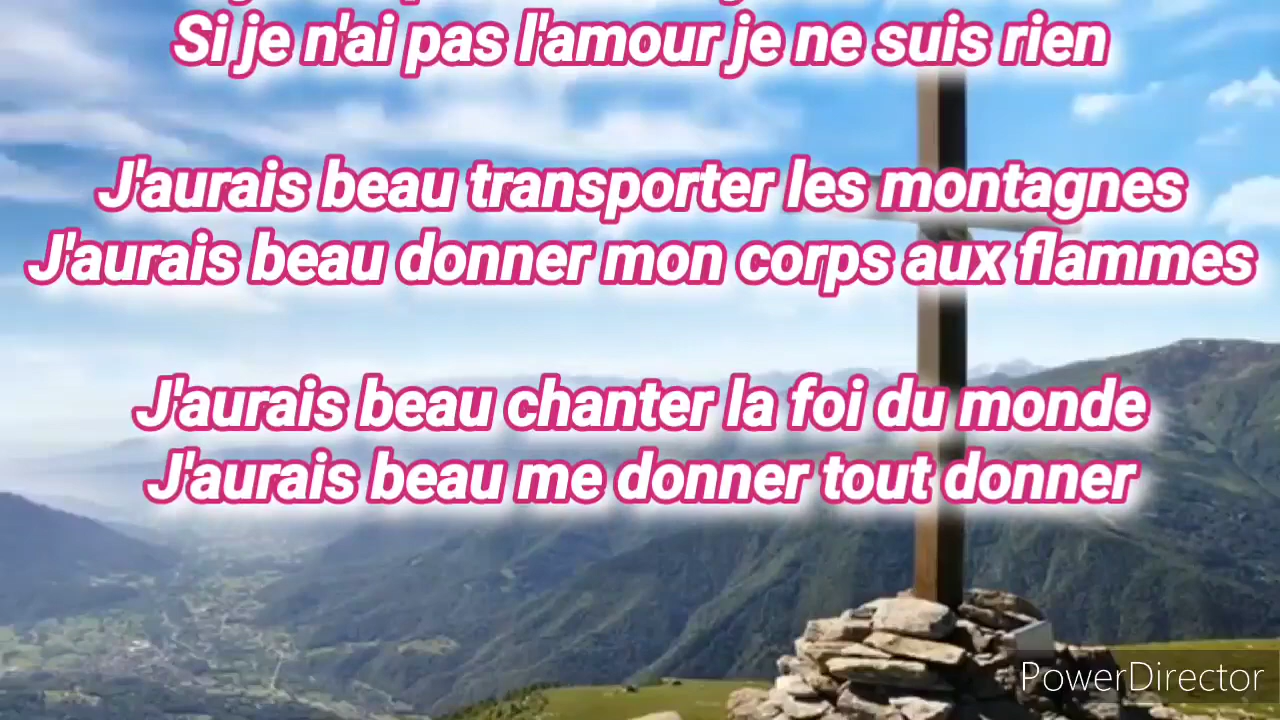 Si je n'ai pas l'amour je ne suis rien
J'aurais beau transporter les montagnes
J'aurais beau donner mon corps aux flammes
J'aurais beau chanter la foi du monde
J'aurais beau me donner tout donner
PowerDirector